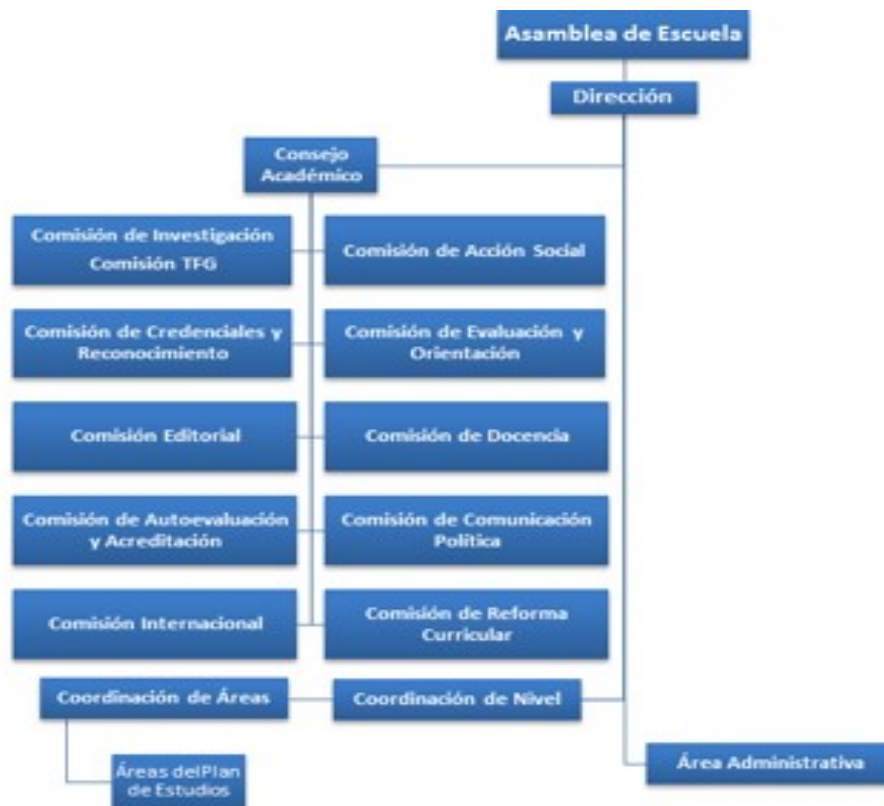 Asamblea de Escuela
Dirección
Consejo
Académico
Comisión de Investigación
Comisión TFG
Comisión de Acción Social
Comisión de Credenciales y
Reconocimiento
Comisión de Evaluación y
Orientación
Comisión Editorial
Comisión de Docencia
Comisión de Autoevaluación
y Acreditación
Comisión de Comunicación
Política
Comisión Internacional
Comisión de Reforma
Curricular
Coordinación de Áreas
Coordinación de Nivel
Áreas delPlan
de Estudios
Área Administrativa